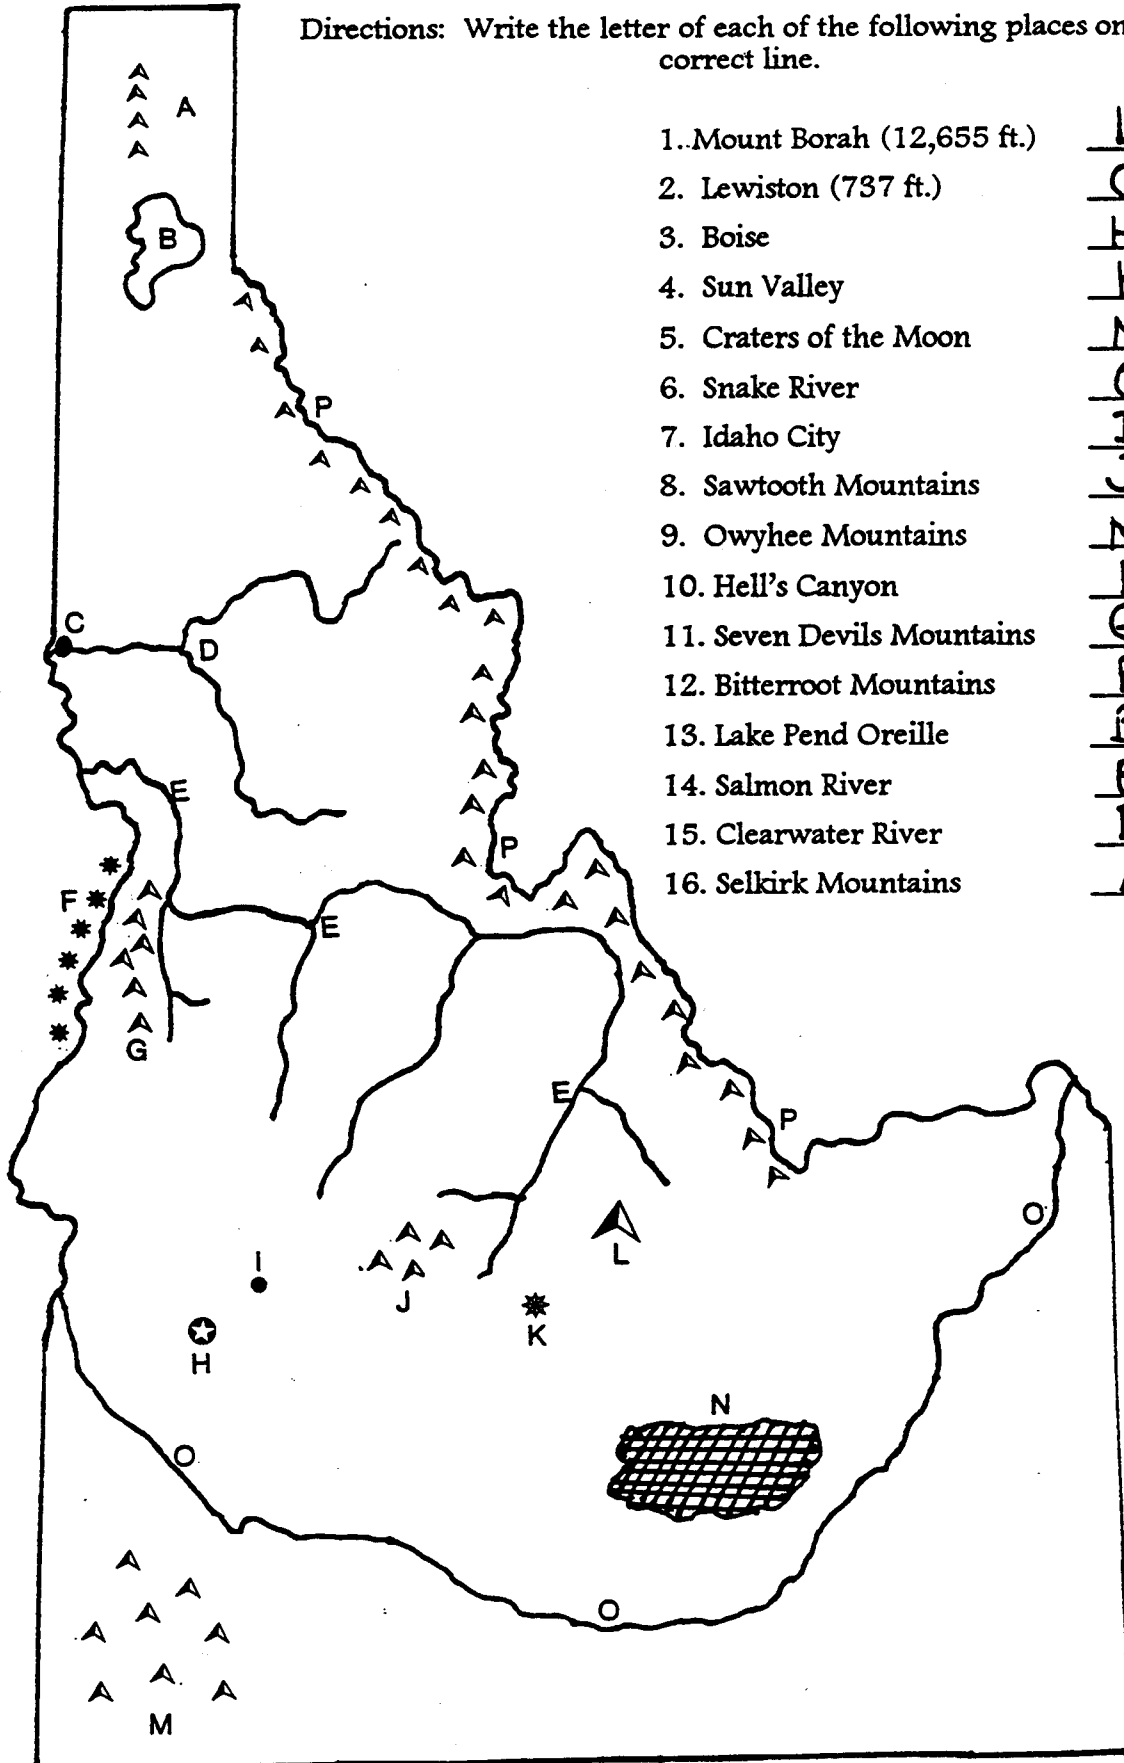 Directions: Write the letter of each of the following places on
correct line.
1..Mount Borah (12,655 ft.)
2. Lewiston (737 ft.)
3. Boise
4. Sun Valley
5. Craters of the Moon
6. Snake River
7. Idaho City
8. Sawtooth Mountains
9. Owyhee Mountains
10. Hell's Canyon
11. Seven Devils Mountains
12. Bitterroot Mountains
13. Lake Pend Oreille
14. Salmon River
15. Clearwater River
16. Selkirk Mountains
A
B
P
C
D
E
P
F
E
G
E
P
O
L
I
J
K
H
N
O
O
M